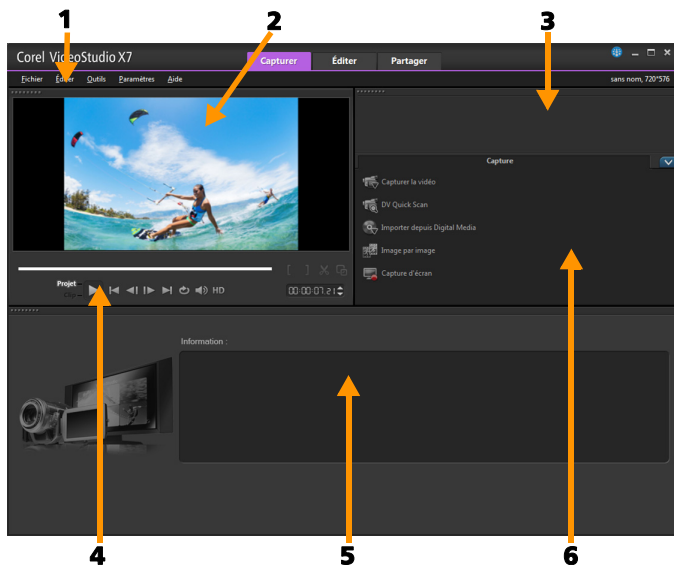 1
2
3
Corel VideoStudio X7
Capturer
Éditer
Partager
Fichier
Éditer
Outils
Paramètres
Aide
sans nom, 720*576
Capture
Capturer la vidéo
DV Quick Scan
Importer depuis Digital Media
Image par image
Capture d'écran
Projet
Clip
HD
00:00:07.21
Information :
4
5
6